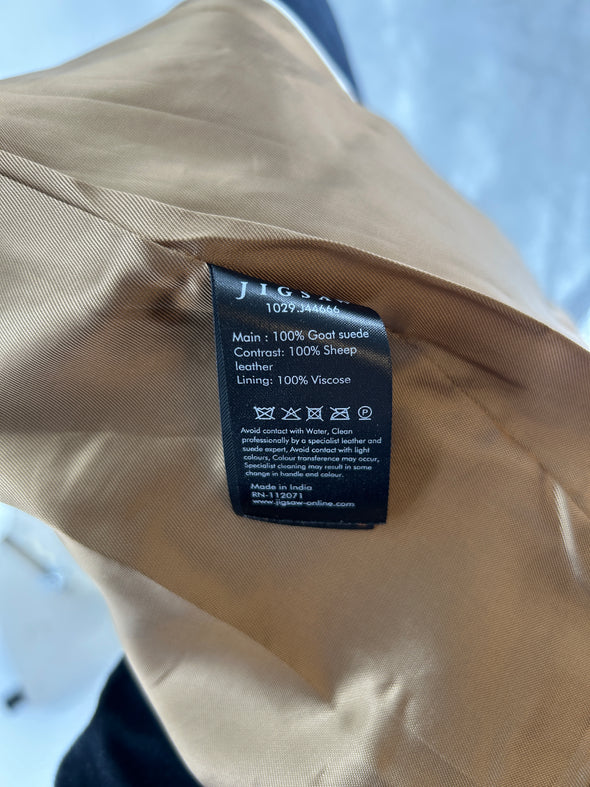 JIGSAW
1029.J44666
Main : 100% Goat suede
Contrast: 100% Sheep
leather
Lining: 100% Viscose
P
Avoid contact with Water, Clean
professionally by a specialist leather and
suede expert, Avoid contact with light
colours, Colour transference may occur,
Specialist cleaning may result in some
change in handle and colour.
Made in India
RN-112071
www.jigsaw-online.com